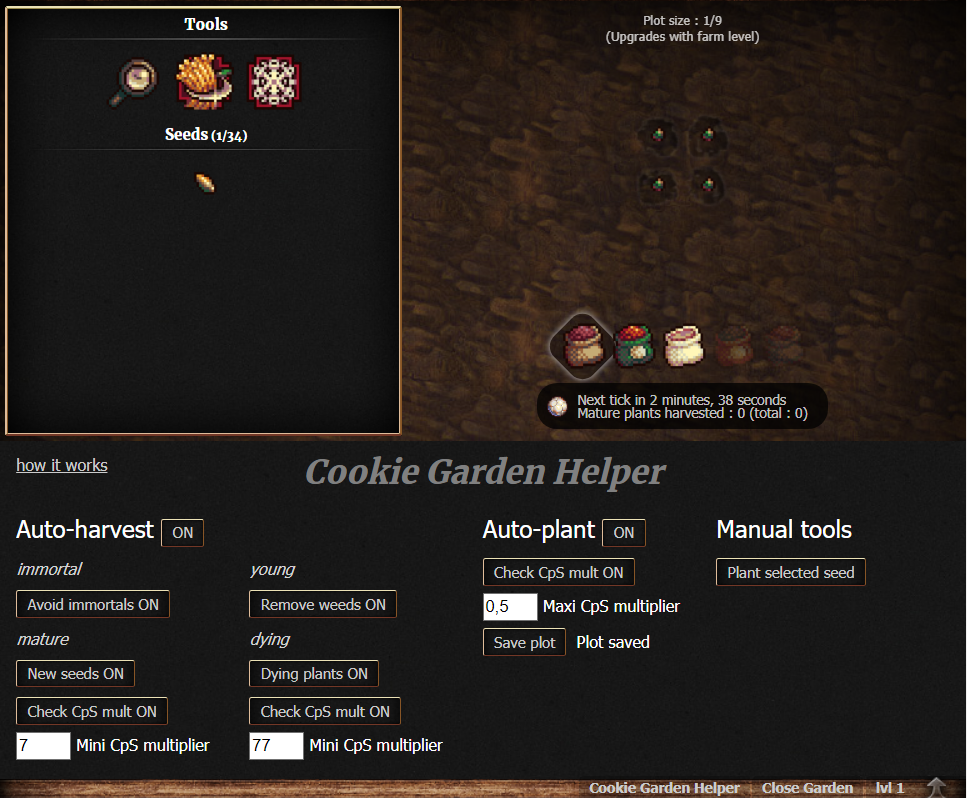 Tools
Seeds (1/34)
Plot size : 1/9
(Upgrades with farm level)
Next tick in 2 minutes, 38 seconds
Mature plants harvested : 0 (total : 0)
how it works
Cookie Garden Helper
Auto-harvest ON
immortal
young
Avoid immortals ON
Remove weeds ON
mature
dying
New seeds ON
Dying plants ON
Check CpS mult ON
Check CpS mult ON
7 Mini CpS multiplier
77 Mini CpS multiplier
Auto-plant ON
Check CpS mult ON
0,5 Maxi CpS multiplier
Save plot Plot saved
Manual tools
Plant selected seed
Cookie Garden Helper | Close Garden | lvl 1